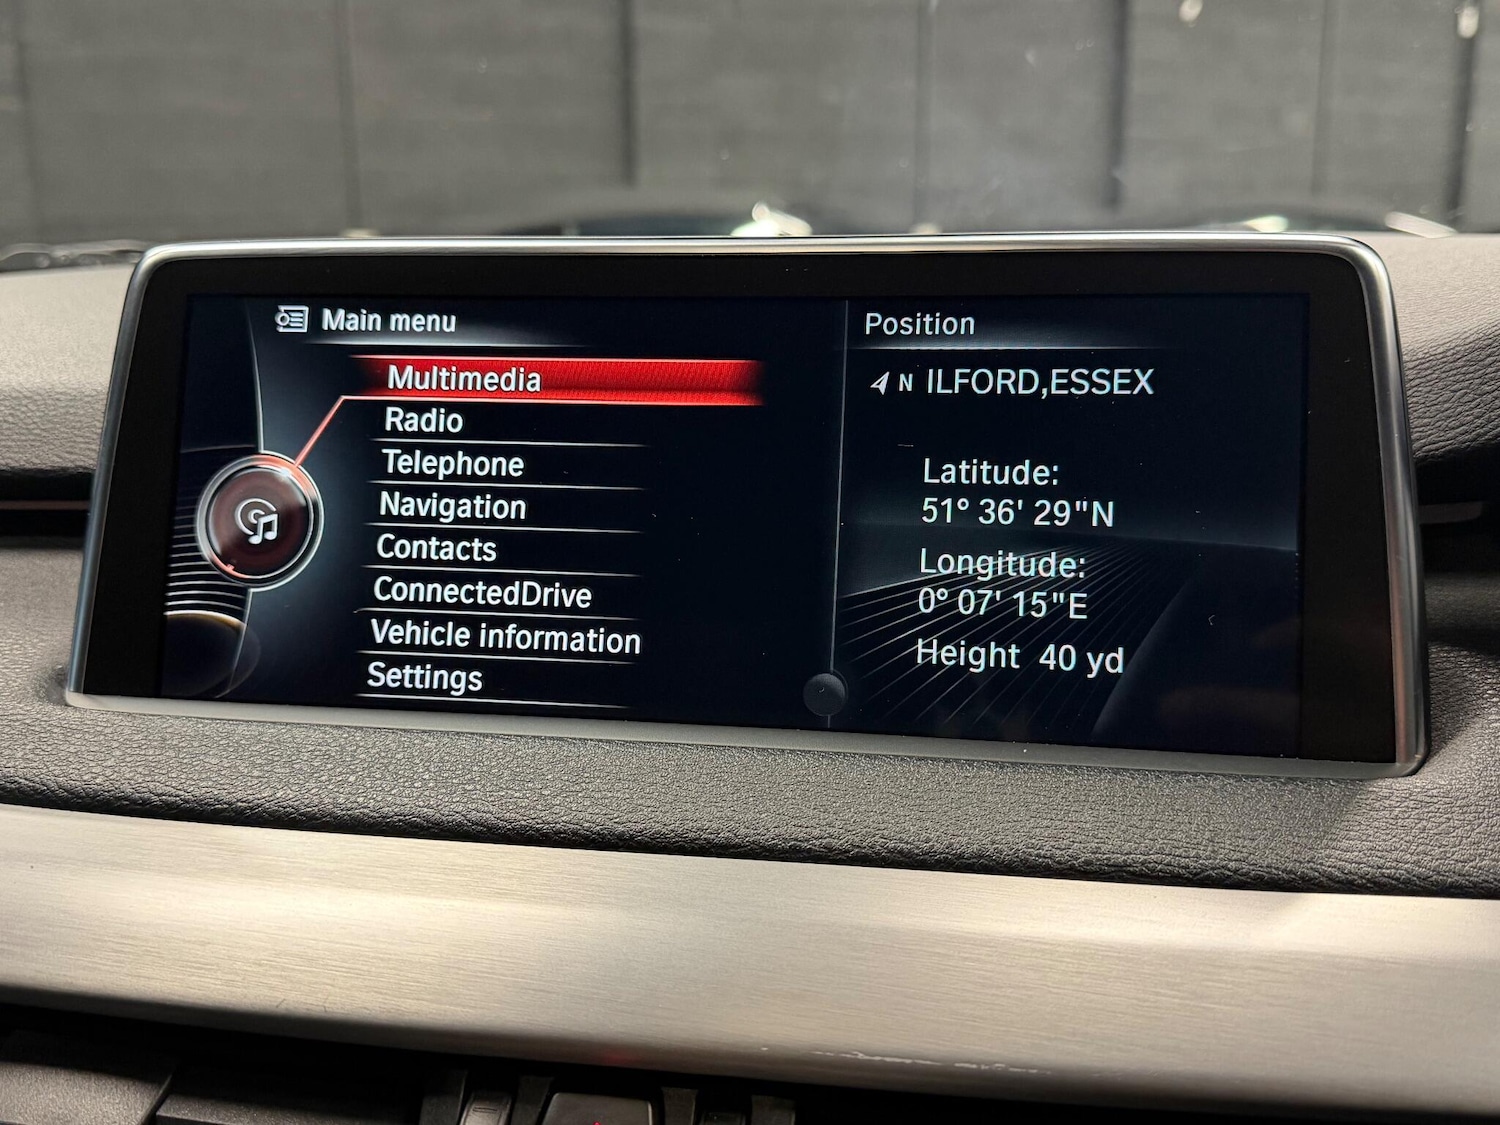 Main menu
Multimedia
Radio
Telephone
Navigation
Contacts
ConnectedDrive
Vehicle information
Settings
Position
N ILFORD,ESSEX
Latitude:
51° 36' 29"N
Longitude:
0° 07' 15"E
Height 40 yd